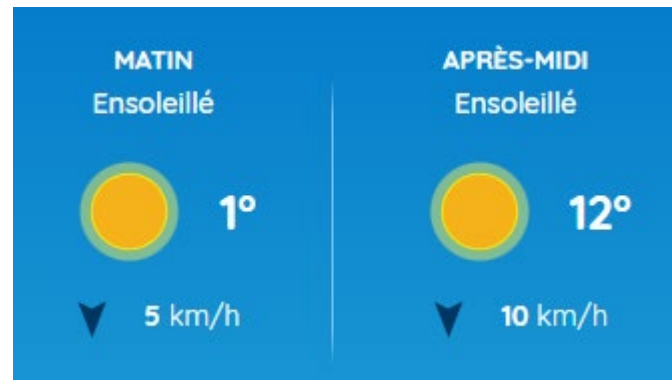 MATIN
Ensoleillé
1°
5 km/h
APRÈS-MIDI
Ensoleillé
12°
10 km/h